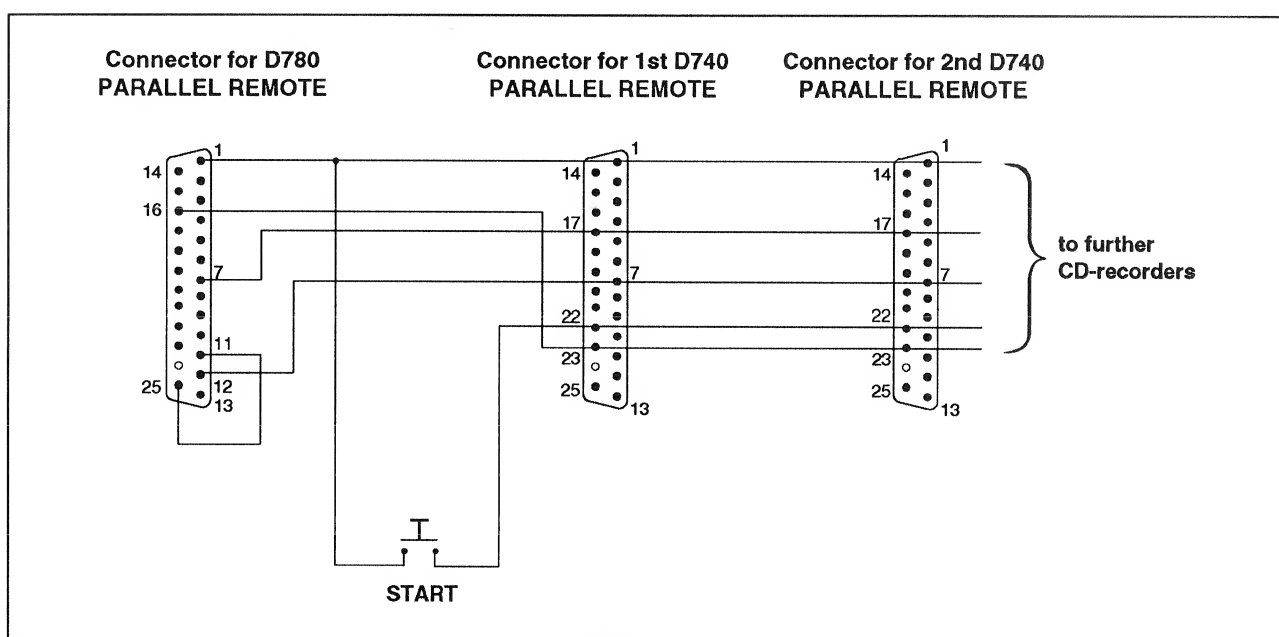 Connector for D780
PARALLEL REMOTE
Connector for 1st D740
PARALLEL REMOTE
Connector for 2nd D740
PARALLEL REMOTE
1
14
16
7
11
25
12
13
1
14
17
7
22
23
25
13
1
14
17
7
22
23
25
13
to further
CD-recorders
START